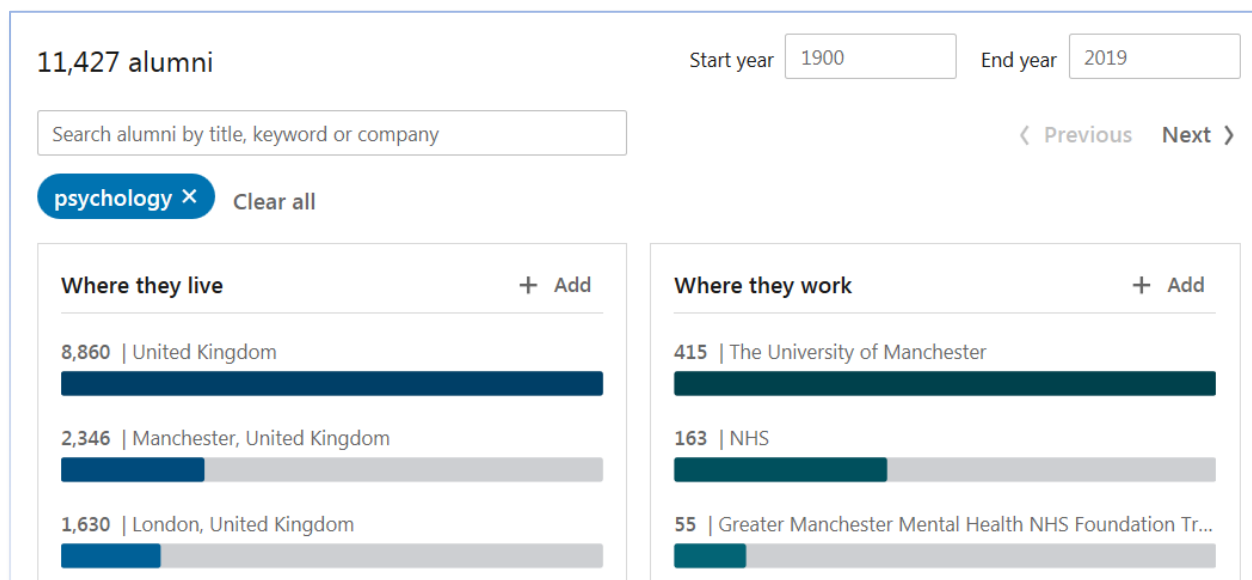 11,427 alumni
Start year 1900 End year 2019
Search alumni by title, keyword or company
Previous Next
psychology × Clear all
Where they live
+ Add
8,860 | United Kingdom
2,346 | Manchester, United Kingdom
1,630 | London, United Kingdom
Where they work
+ Add
415 | The University of Manchester
163 | NHS
55 | Greater Manchester Mental Health NHS Foundation Tr...